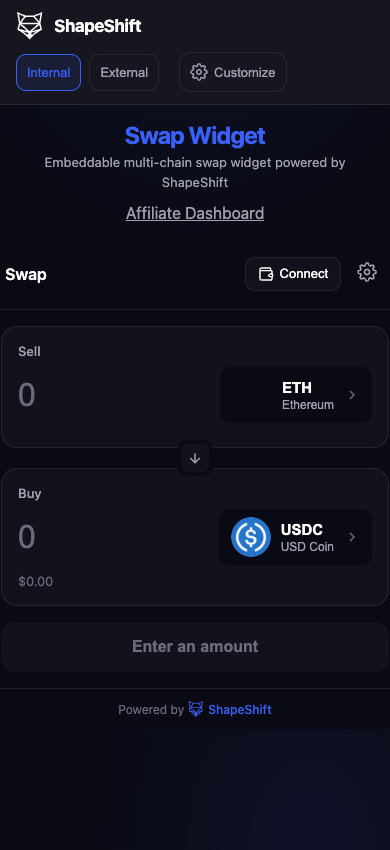 ShapeShift
Internal
External
Customize
Swap Widget
Embeddable multi-chain swap widget powered by
ShapeShift
Affiliate Dashboard
Swap
Connect
Sell
0
ETH
Ethereum
Buy
0
USDC
USD Coin
$0.00
Enter an amount
Powered by ShapeShift